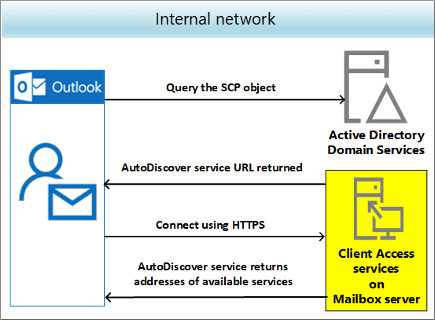 Internal network
Outlook
Query the SCP object
Active Directory
Domain Services
AutoDiscover service URL returned
Connect using HTTPS
Client Access
services
on
Mailbox server
AutoDiscover service returns
addresses of available services